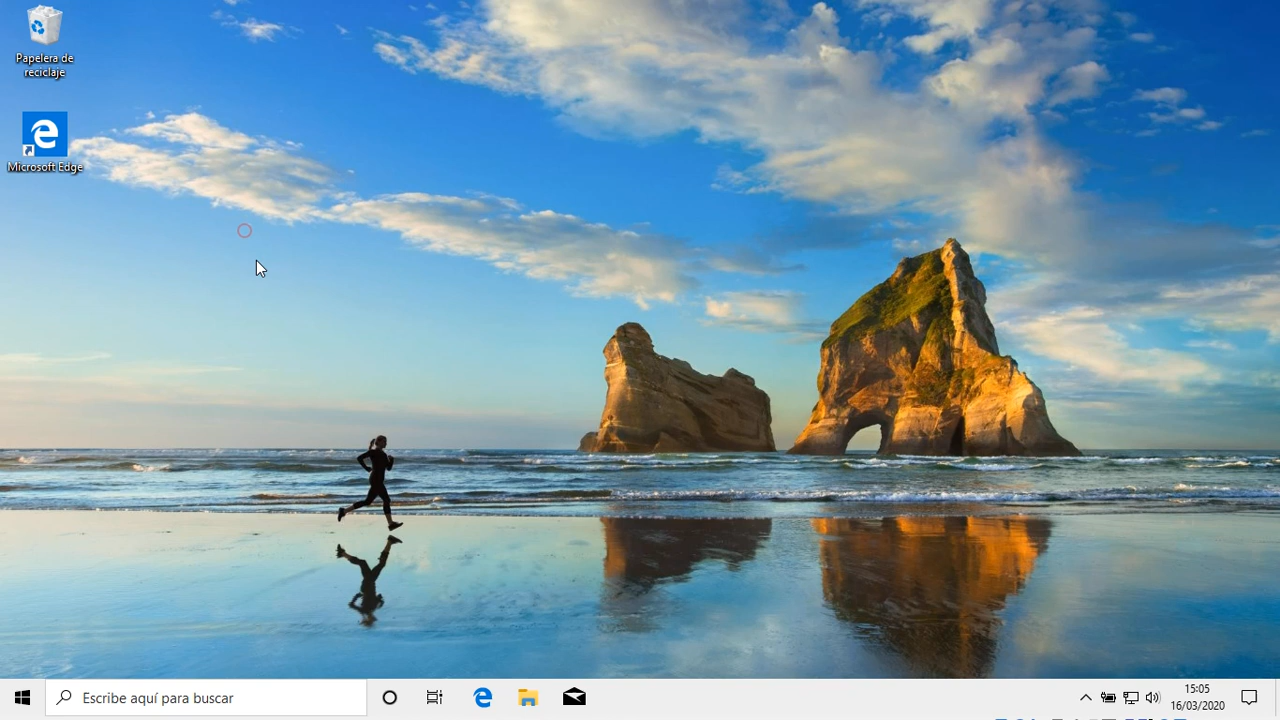 Papelera de
reciclaje
Microsoft Edge
Escribe aquí para buscar
15:05
16/03/2020